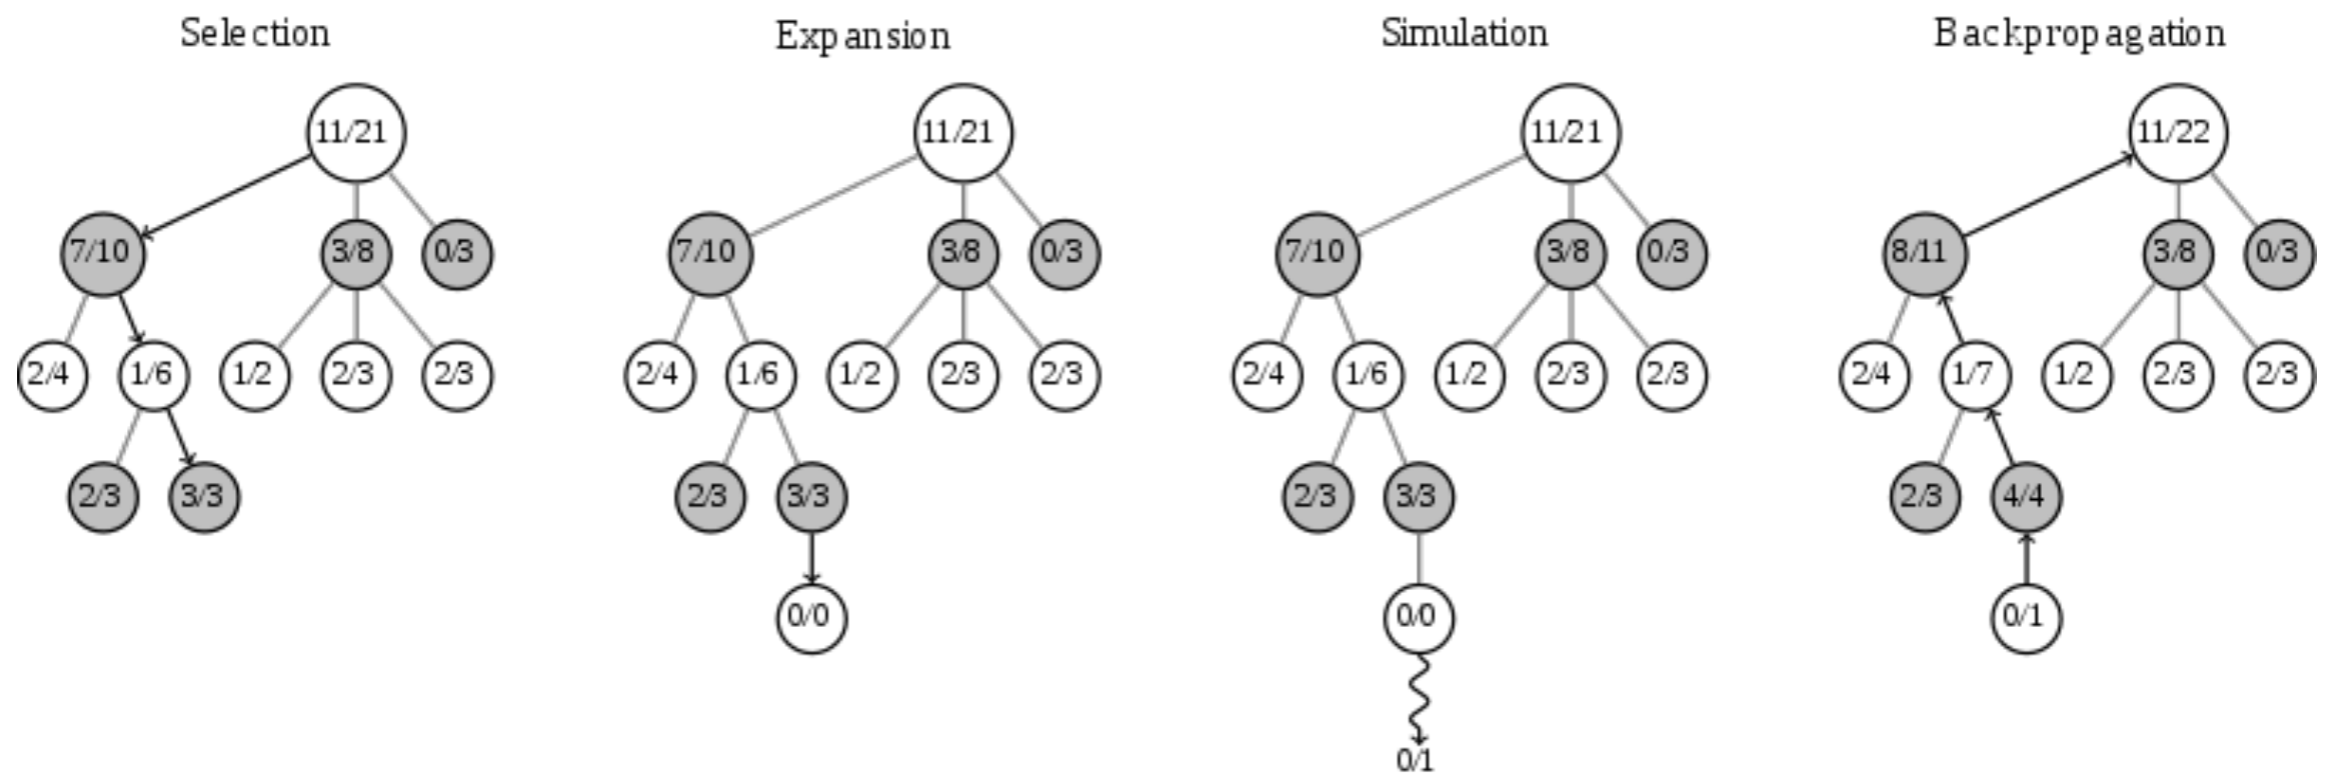 Selection Expansion Simulation Backpropagation
11/21 11/21 11/21 11/22
7/10 3/8 0/3 7/10 3/8 0/3 7/10 3/8 0/3 8/11 3/8 0/3
2/4 1/6 1/2 2/3 2/3 2/4 1/6 1/2 2/3 2/3 2/4 1/6 1/2 2/3 2/3 2/4 1/7 1/2 2/3 2/3
2/3 3/3 2/3 3/3 2/3 3/3 2/3 4/4
0/0 0/0 0/1
0/1